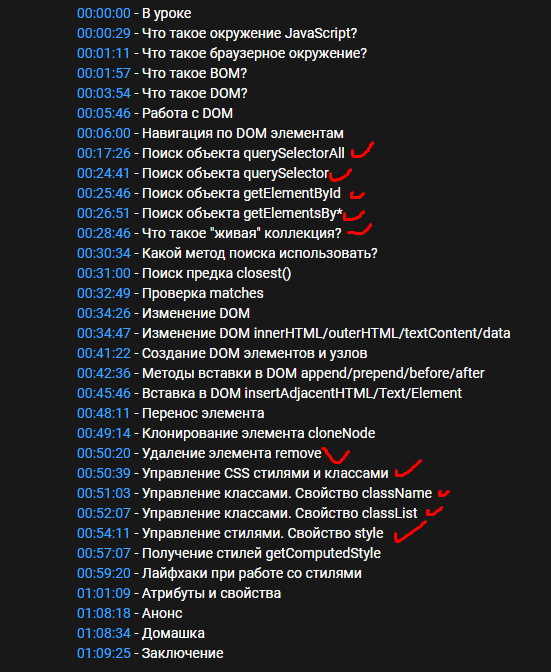 00:00:00 - В уроке
00:00:29 - Что такое окружение JavaScript?
00:01:11 - Что такое браузерное окружение?
00:01:57 - Что такое BOM?
00:03:54 - Что такое DOM?
00:05:46 - Работа с DOM
00:06:00 - Навигация по DOM элементам
00:17:26 - Поиск объекта querySelectorAll
00:24:41 - Поиск объекта querySelector
00:25:46 - Поиск объекта getElementById
00:26:51 - Поиск объекта getElementsBy*
00:28:46 - Что такое "живая" коллекция?
00:30:34 - Какой метод поиска использовать?
00:31:00 - Поиск предка closest()
00:32:49 - Проверка matches
00:34:26 - Изменение DOM
00:34:47 - Изменение DOM innerHTML/outerHTML/textContent/data
00:41:22 - Создание DOM элементов и узлов
00:42:36 - Методы вставки в DOM append/prepend/before/after
00:45:46 - Вставка в DOM insertAdjacentHTML/Text/Element
00:48:11 - Перенос элемента
00:49:14 - Клонирование элемента cloneNode
00:50:20 - Удаление элемента remove
00:50:39 - Управление CSS стилями и классами
00:51:03 - Управление классами. Свойство className
00:52:07 - Управление классами. Свойство classList
00:54:11 - Управление стилями. Свойство style
00:57:07 - Получение стилей getComputedStyle
00:59:20 - Лайфхаки при работе со стилями
01:01:09 - Атрибуты и свойства
01:08:18 - Анонс
01:08:34 - Домашка
01:09:25 - Заключение